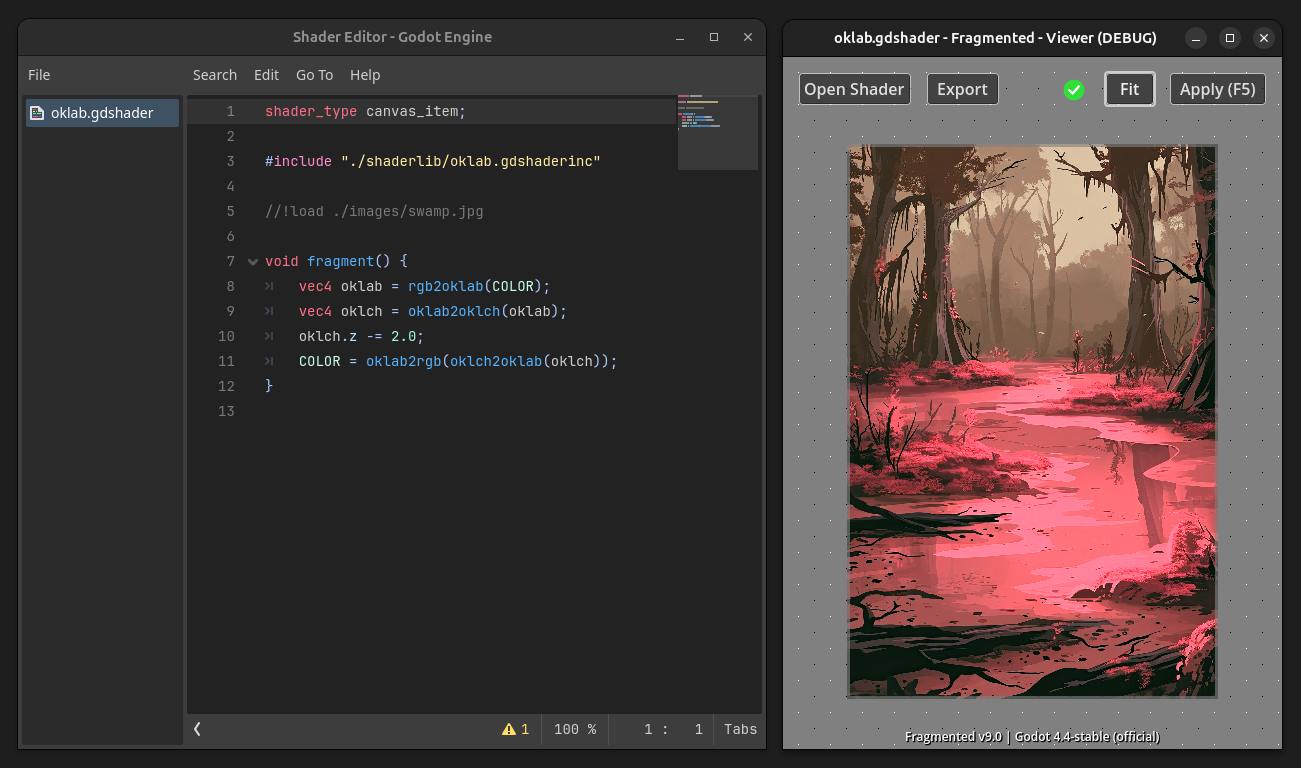 Shader Editor - Godot Engine
File
Search Edit Go To Help
oklab.gdshader
1 shader_type canvas_item;
2
3 #include "./shaderlib/oklab.gdshaderinc"
4
5 //!load ./images/swamp.jpg
6
7 void fragment() {
8 vec4 oklab = rgb2oklab(COLOR);
9 vec4 oklch = oklab2oklch(oklab);
10 oklch.z -= 2.0;
11 COLOR = oklab2rgb(oklch2oklab(oklch));
12 }
13
1 100 % 1 : 1 Tabs
oklab.gdshader - Fragmented - Viewer (DEBUG)
Open Shader Export Fit Apply (F5)
Fragmented v9.0 | Godot 4.4-stable (official)